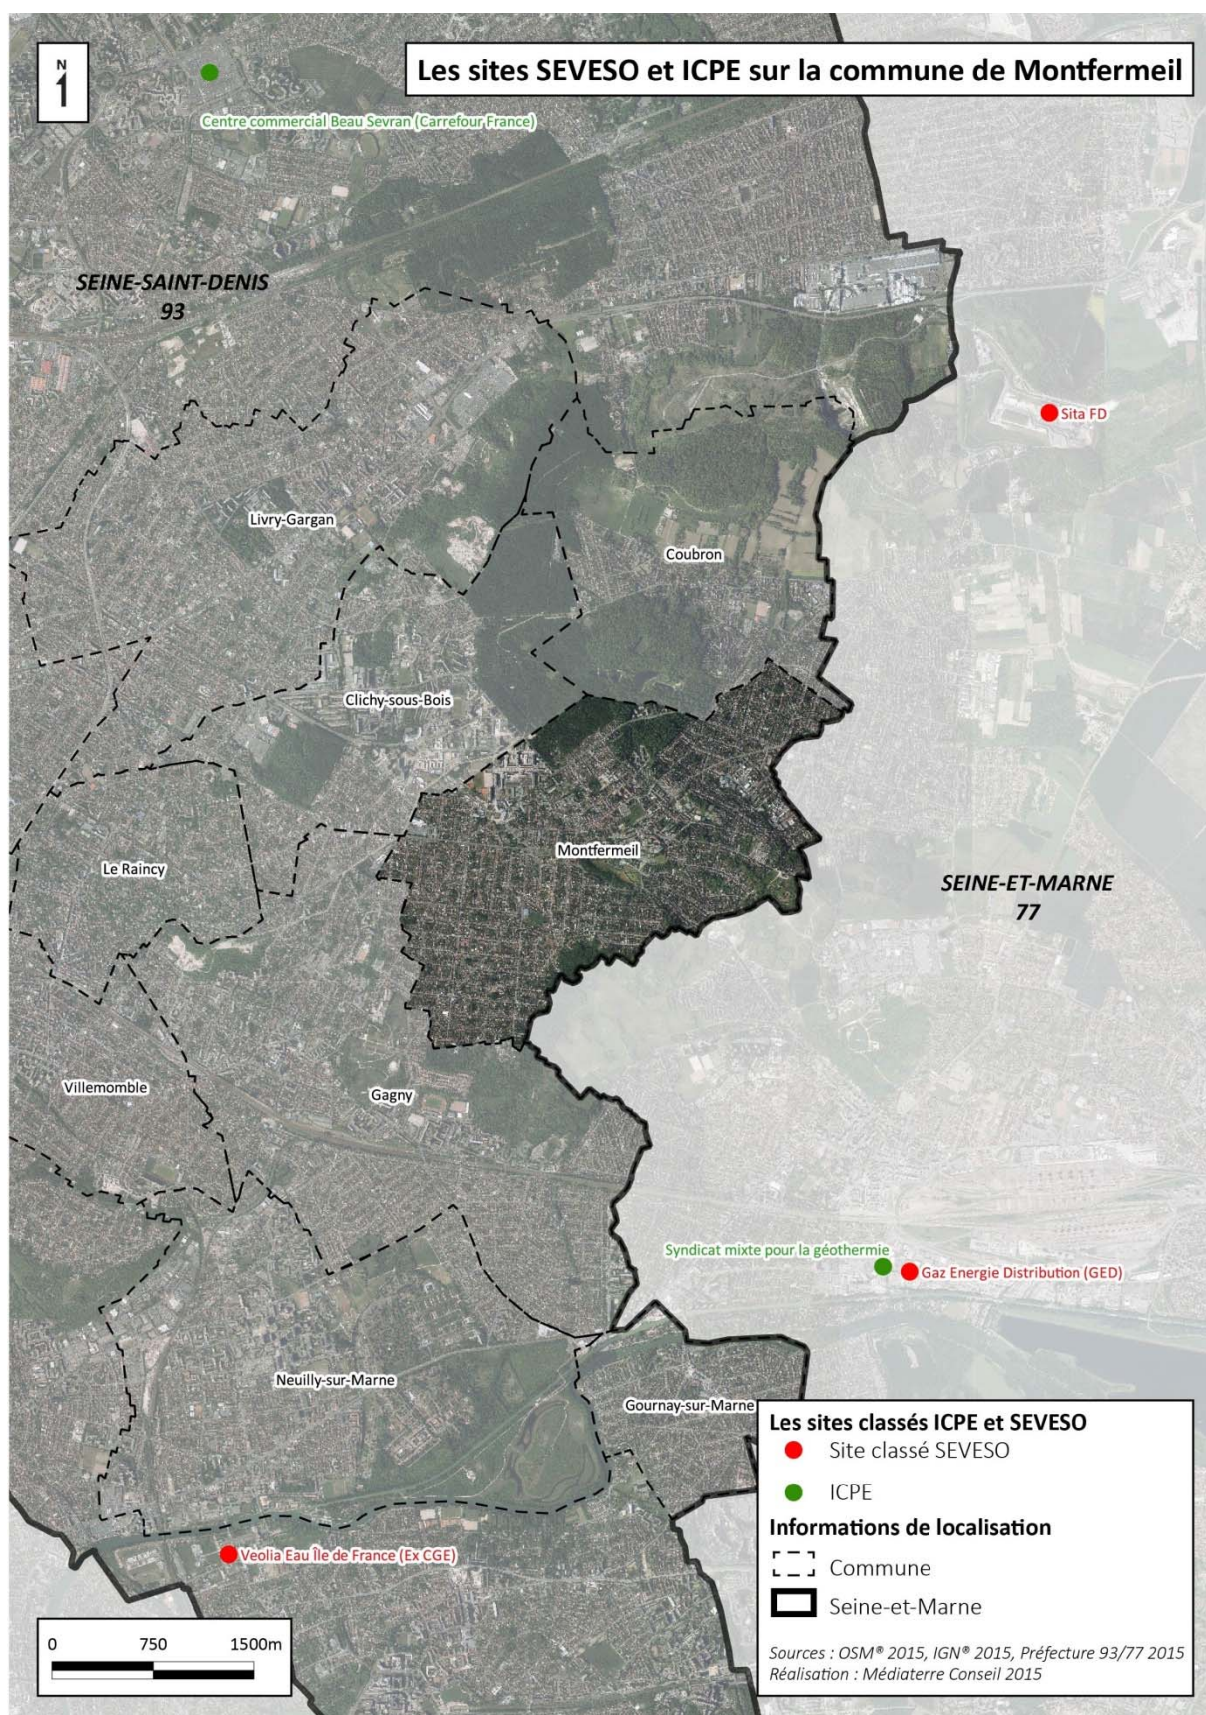 N
Les sites SEVESO et ICPE sur la commune de Montfermeil
Centre commercial Beau Sevran (Carrefour France)
SEINE-SAINT-DENIS
93
Sita FD
Livry-Gargan
Coubron
Clichy-sous-Bois
Montfermeil
Le Raincy
SEINE-ET-MARNE
77
Villemomble
Gagny
Syndicat mixte pour la géothermie
Gaz Energie Distribution (GED)
Neuilly-sur-Marne
Gournay-sur-Marne
Veolia Eau Île de France (Ex CGE)
Les sites classés ICPE et SEVESO
Site classé SEVESO
ICPE
Informations de localisation
Commune
Seine-et-Marne
Sources : OSM® 2015, IGN® 2015, Préfecture 93/77 2015
Réalisation : Médiaterre Conseil 2015
0 750 1500m